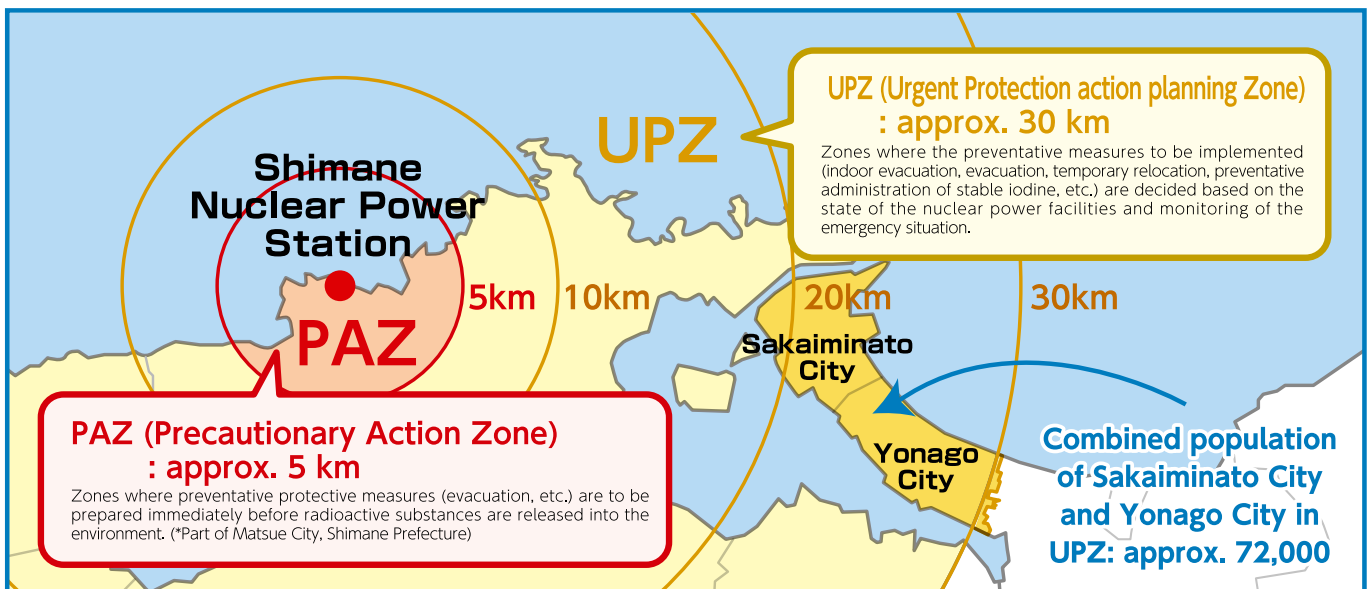 Shimane
Nuclear Power
Station
PAZ
UPZ
5km
10km
20km
30km
UPZ (Urgent Protection action planning Zone)
: approx. 30 km
Zones where the preventative measures to be implemented
(indoor evacuation, evacuation, temporary relocation, preventative
administration of stable iodine, etc.) are decided based on the
state of the nuclear power facilities and monitoring of the
emergency situation.
Sakaiminato
City
Yonago
City
PAZ (Precautionary Action Zone)
: approx. 5 km
Zones where preventative protective measures (evacuation, etc.) are to be
prepared immediately before radioactive substances are released into the
environment. (*Part of Matsue City, Shimane Prefecture)
Combined population
of Sakaiminato City
and Yonago City in
UPZ: approx. 72,000